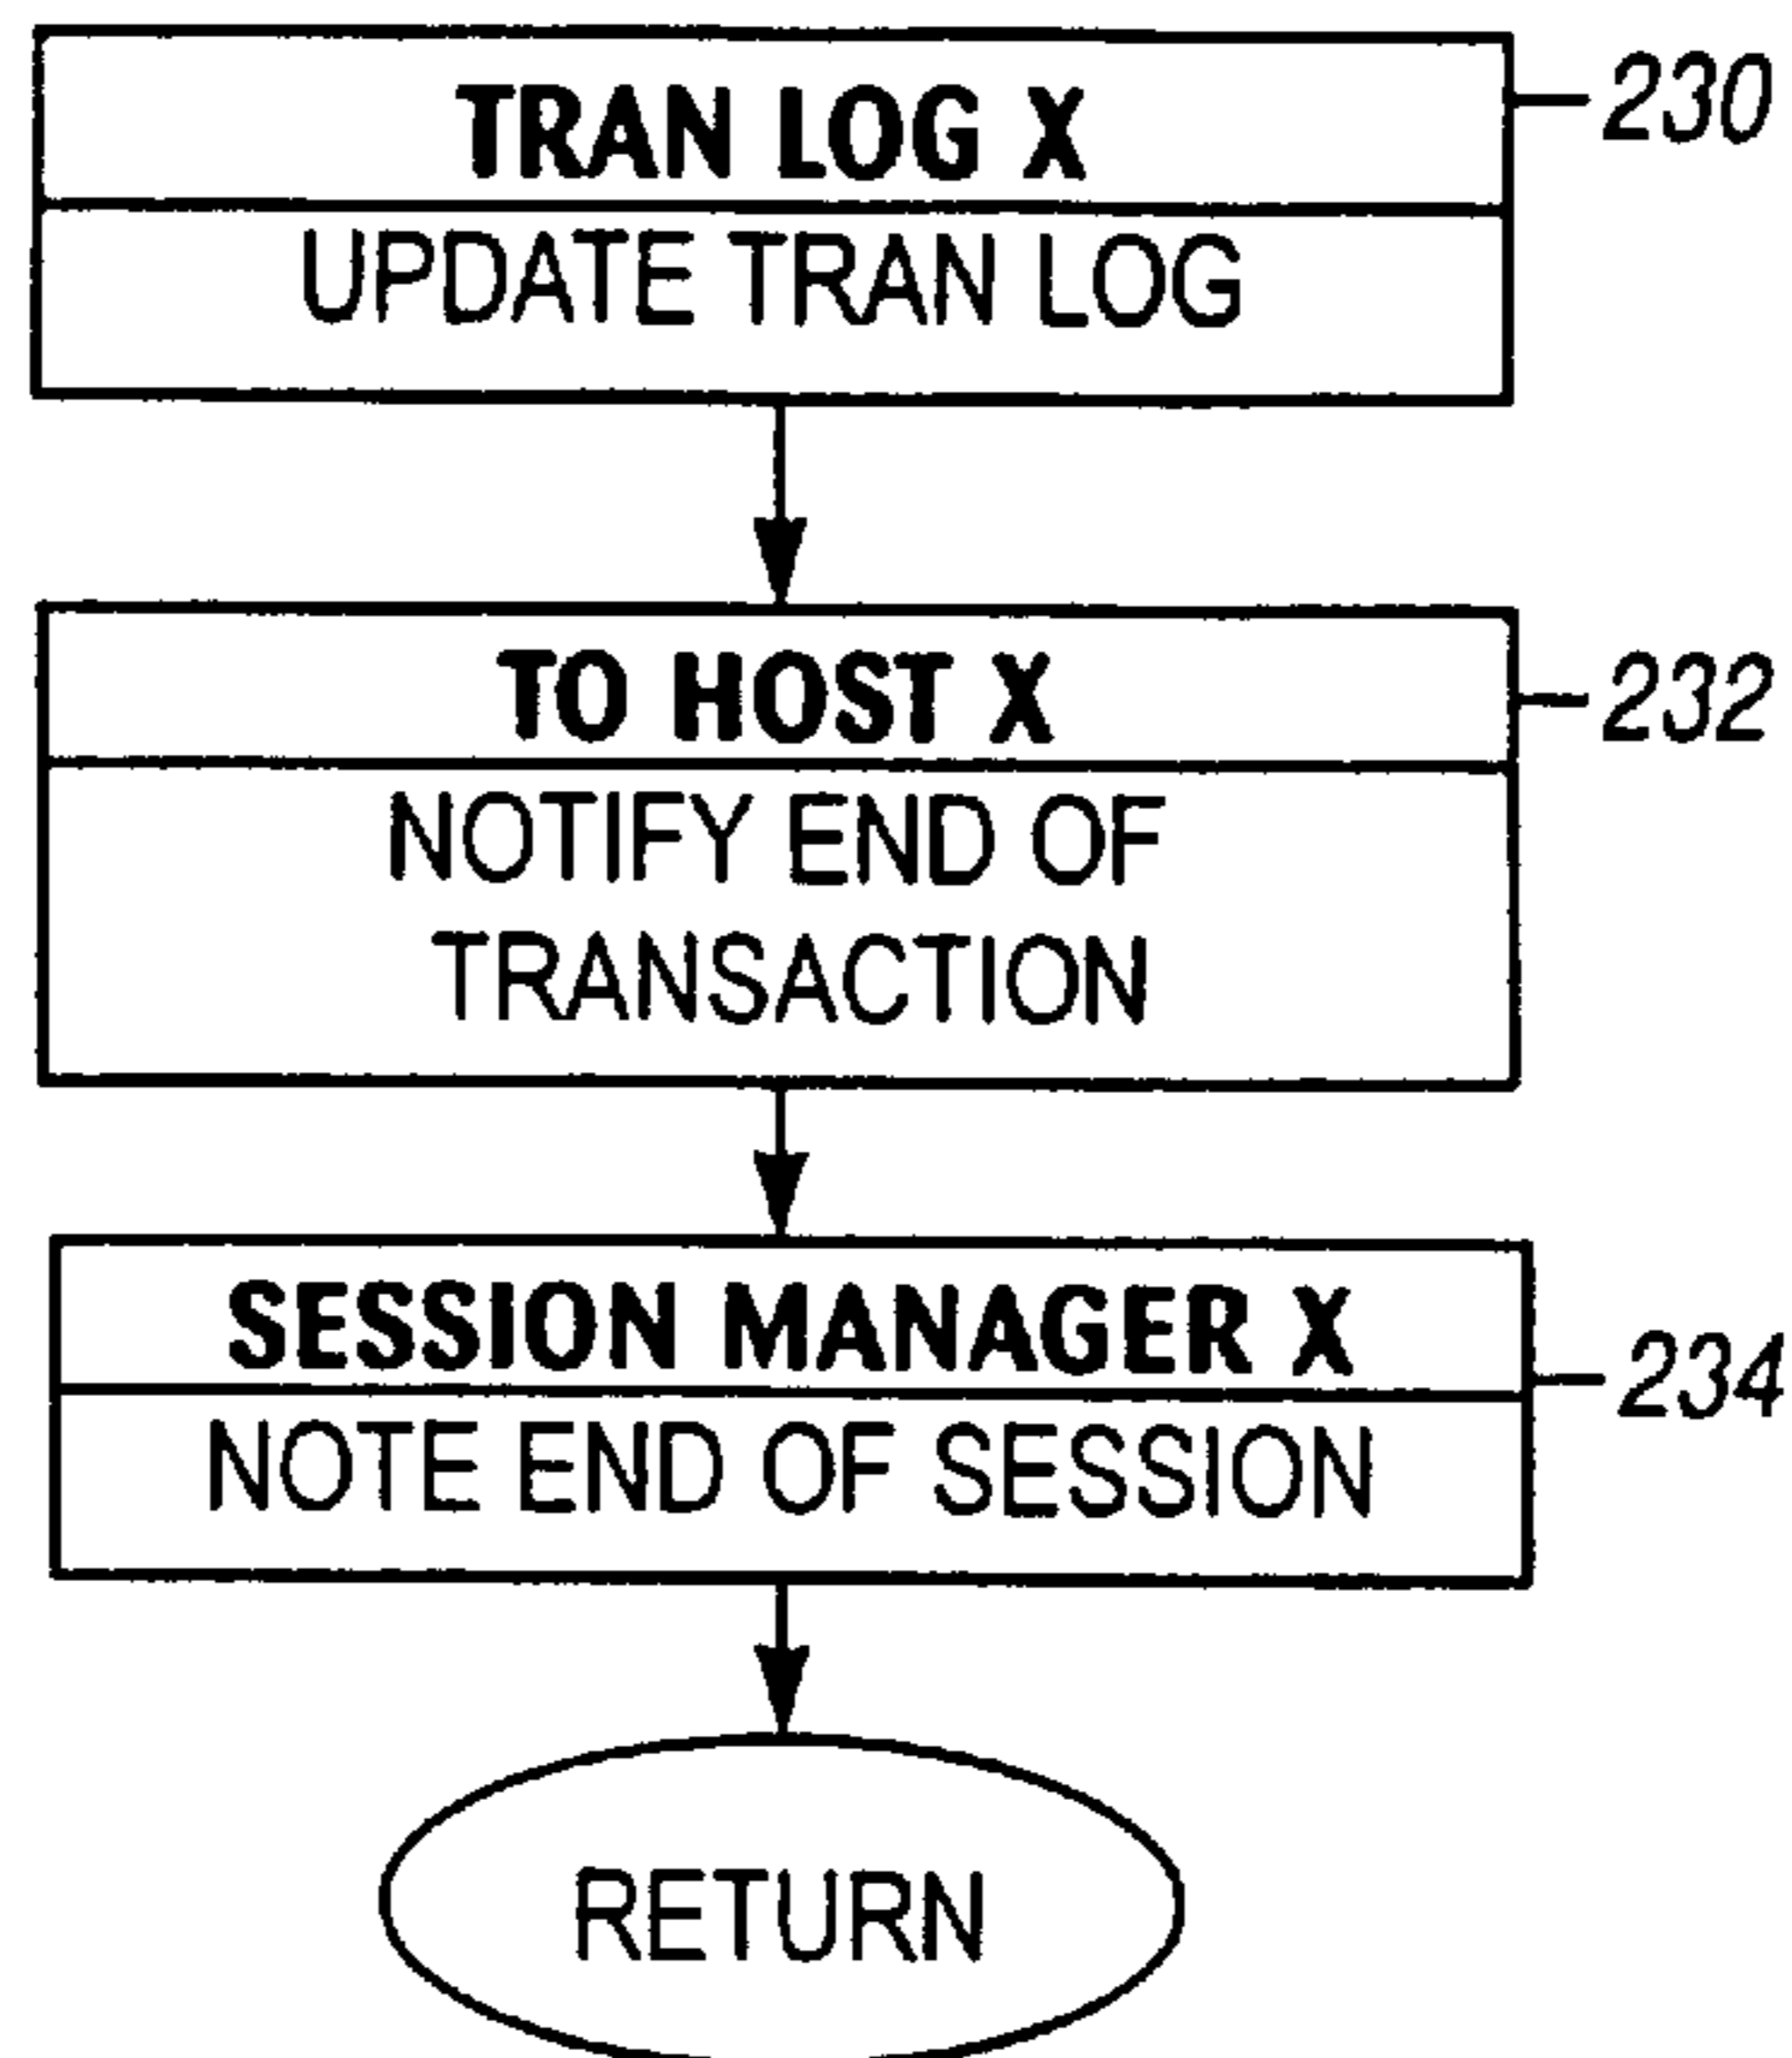 TRAN LOG X
230
UPDATE TRAN LOG
TO HOST X
232
NOTIFY END OF
TRANSACTION
SESSION MANAGER X
234
NOTE END OF SESSION
RETURN